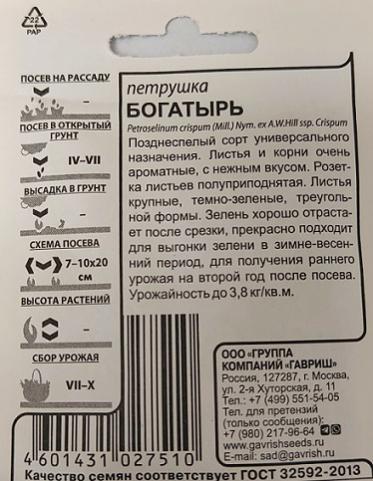 22
PAP
ПОСЕВ НА РАССАДУ
–
ПОСЕВ В ОТКРЫТЫЙ
ГРУНТ
IV–VII
ВЫСАДКА В ГРУНТ
–
СХЕМА ПОСЕВА
7–10x20
см
ВЫСОТА РАСТЕНИЙ
–
СБОР УРОЖАЯ
VII–X
петрушка
БОГАТЫРЬ
Petroselinum crispum (Mill.) Nym. ex A.W.Hill ssp. Crispum
Позднеспелый сорт универсального
назначения. Листья и корни очень
ароматные, с нежным вкусом. Розет-
ка листьев полуприподнятая. Листья
крупные, темно-зеленые, треуголь-
ной формы. Зелень хорошо отраста-
ет после срезки, прекрасно подходит
для выгонки зелени в зимне-весен-
ний период, для получения раннего
урожая на второй год после посева.
Урожайность до 3,8 кг/кв.м.
ООО «ГРУППА
КОМПАНИЙ «ГАВРИШ»
Россия, 127287, г. Москва,
ул. 2-я Хуторская, д. 11
Тел.: +7 (499) 551-54-05
Тел. для претензий
(только сообщения):
+7 (980) 217-96-64
www.gavrishseeds.ru
E-mail: sad@gavrish.ru
4 601431 027510
Качество семян соответствует ГОСТ 32592-2013